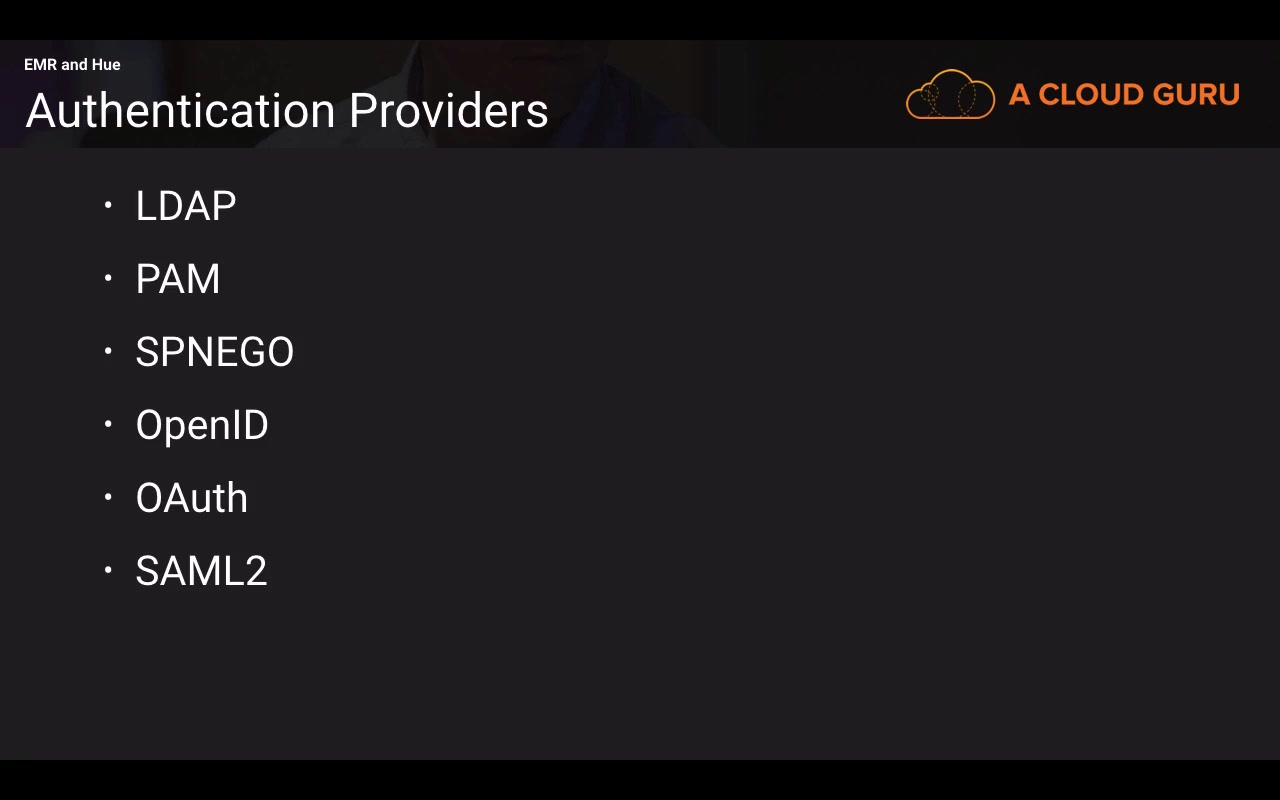 EMR and Hue
Authentication Providers
A CLOUD GURU
• LDAP
• PAM
• SPNEGO
• OpenID
• OAuth
• SAML2